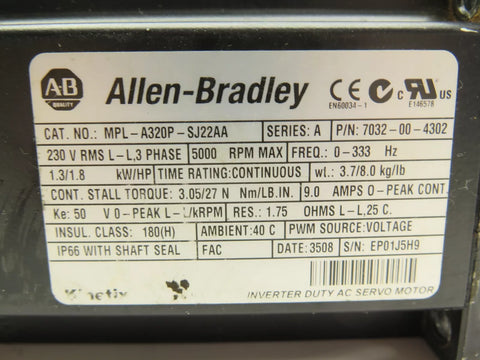 A-B Allen-Bradley CE c UR US
QUALITY EN60034-1 E146578
CAT. NO.: MPL-A320P-SJ22AA SERIES: A P/N: 7032-00-4302
230 V RMS L-L,3 PHASE 5000 RPM MAX FREQ.: 0-333 Hz
1.3/1.8 kW/HP TIME RATING:CONTINUOUS wt. 3.7/8.0 kg/lb
CONT. STALL TORQUE: 3.05/27 N Nm/LB.IN. 9.0 AMPS 0-PEAK CONT.
Ke: 50 V 0-PEAK L-L/kRPM RES.: 1.75 OHMS L-L,25 C.
INSUL. CLASS: 180(H) AMBIENT:40 C PWM SOURCE:VOLTAGE
IP66 WITH SHAFT SEAL FAC DATE:3508 S/N: EP01J5H9
Kinetix
INVERTER DUTY AC SERVO MOTOR